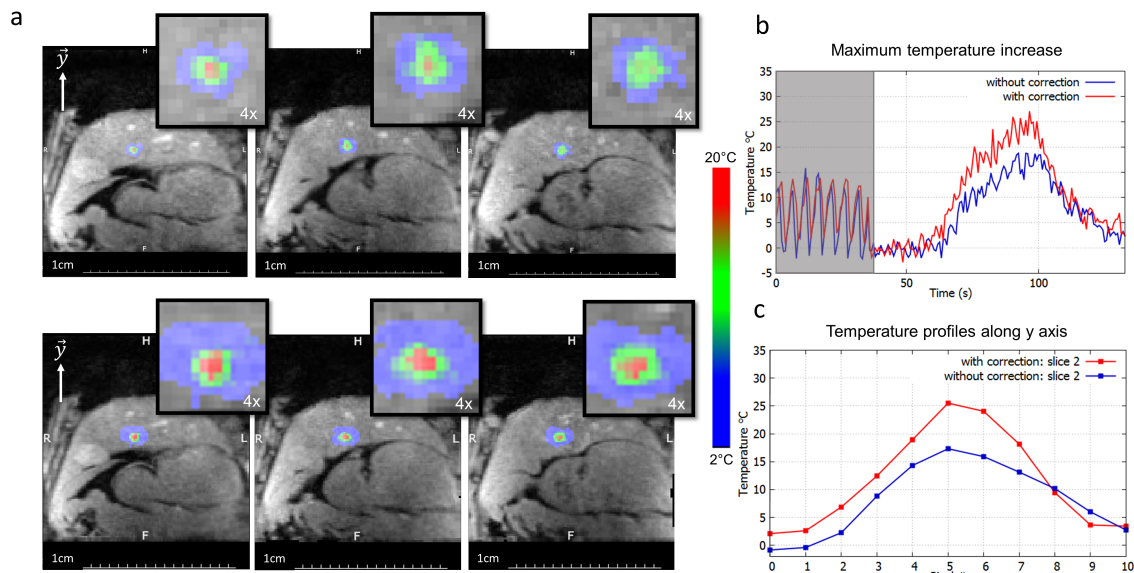 a
y
H
4x
H
4x
4x
R
L
R
L
R
L
F
F
F
1cm
1cm
1cm
y
H
4x
H
4x
4x
R
L
R
L
R
L
F
F
F
1cm
1cm
1cm
20°C
2°C
b
Maximum temperature increase
without correction
with correction
Temperature °C
35
30
25
20
15
10
5
0
-5
0
50
100
Time (s)
c
Temperature profiles along y axis
with correction: slice 2
without correction: slice 2
Temperature °C
35
30
25
20
15
10
5
0
0 1 2 3 4 5 6 7 8 9 10